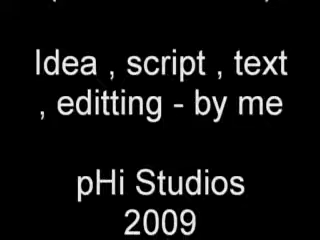 Idea , script , text
, editting - by me
pHi Studios
2009